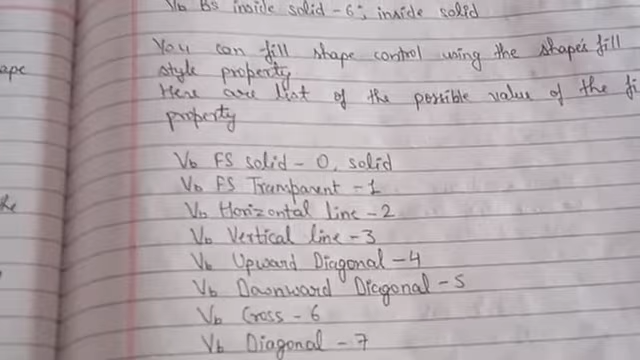 Vb BS inside solid - 6; inside solid
You can fill shape control using the shape's fill
ape
style property
Here are list of the possible value of the fi
property
Vb FS solid - 0, solid
Vb FS Transparent - 1
Vb Horizontal line - 2
Vb Vertical line - 3
Vb Upward Diagonal - 4
Vb Downward Diagonal - 5
Vb Cross - 6
Vb Diagonal - 7